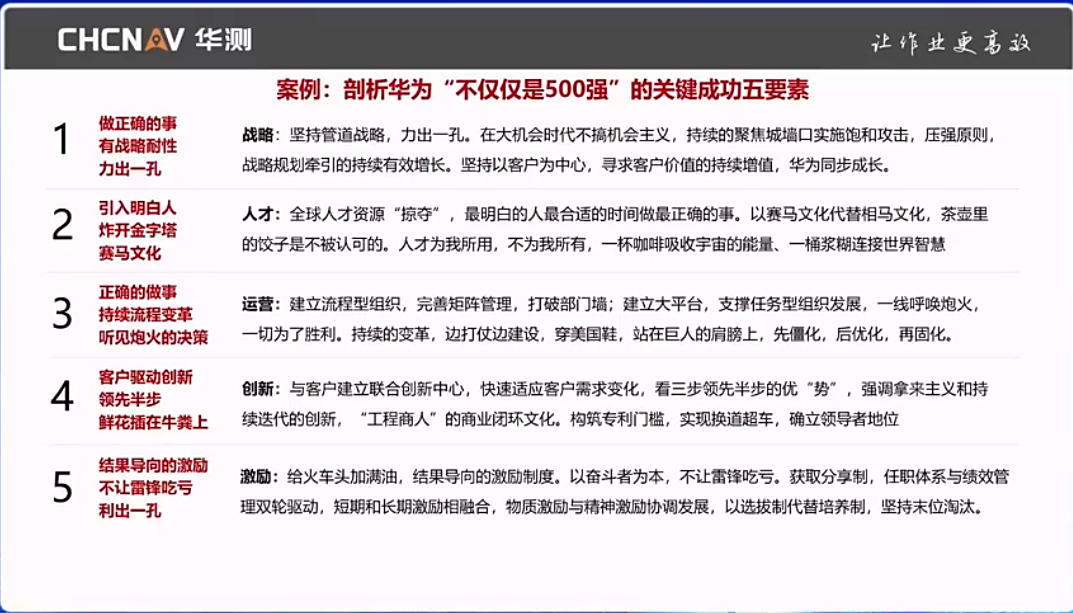 CHCNAV 华测
让作业更高效
案例：剖析华为“不仅仅是500强”的关键成功五要素
1
做正确的事
有战略耐性
力出一孔
战略：坚持管道战略，力出一孔。在大机会时代不搞机会主义，持续的聚焦城墙口实施饱和攻击，压强原则，
战略规划牵引的持续有效增长。坚持以客户为中心，寻求客户价值的持续增值，华为同步成长。
2
引入明白人
炸开金字塔
赛马文化
人才：全球人才资源“掠夺”，最明白的人最合适的时间做最正确的事。以赛马文化代替相马文化，茶壶里
的饺子是不被认可的。人才为我所用，不为我所有，一杯咖啡吸收宇宙的能量、一桶浆糊连接世界智慧
3
正确的做事
持续流程变革
听见炮火的决策
运营：建立流程型组织，完善矩阵管理，打破部门墙；建立大平台，支撑任务型组织发展，一线呼唤炮火，
一切为了胜利。持续的变革，边打仗边建设，穿美国鞋，站在巨人的肩膀上，先僵化，后优化，再固化。
4
客户驱动创新
领先半步
鲜花插在牛粪上
创新：与客户建立联合创新中心，快速适应客户需求变化，看三步领先半步的优“势”，强调拿来主义和持
续迭代的创新，“工程商人”的商业闭环文化。构筑专利门槛，实现换道超车，确立领导者地位
5
结果导向的激励
不让雷锋吃亏
利出一孔
激励：给火车头加满油，结果导向的激励制度。以奋斗者为本，不让雷锋吃亏。获取分享制，任职体系与绩效管
理双轮驱动，短期和长期激励相融合，物质激励与精神激励协调发展，以选拔制代替培养制，坚持末位淘汰。